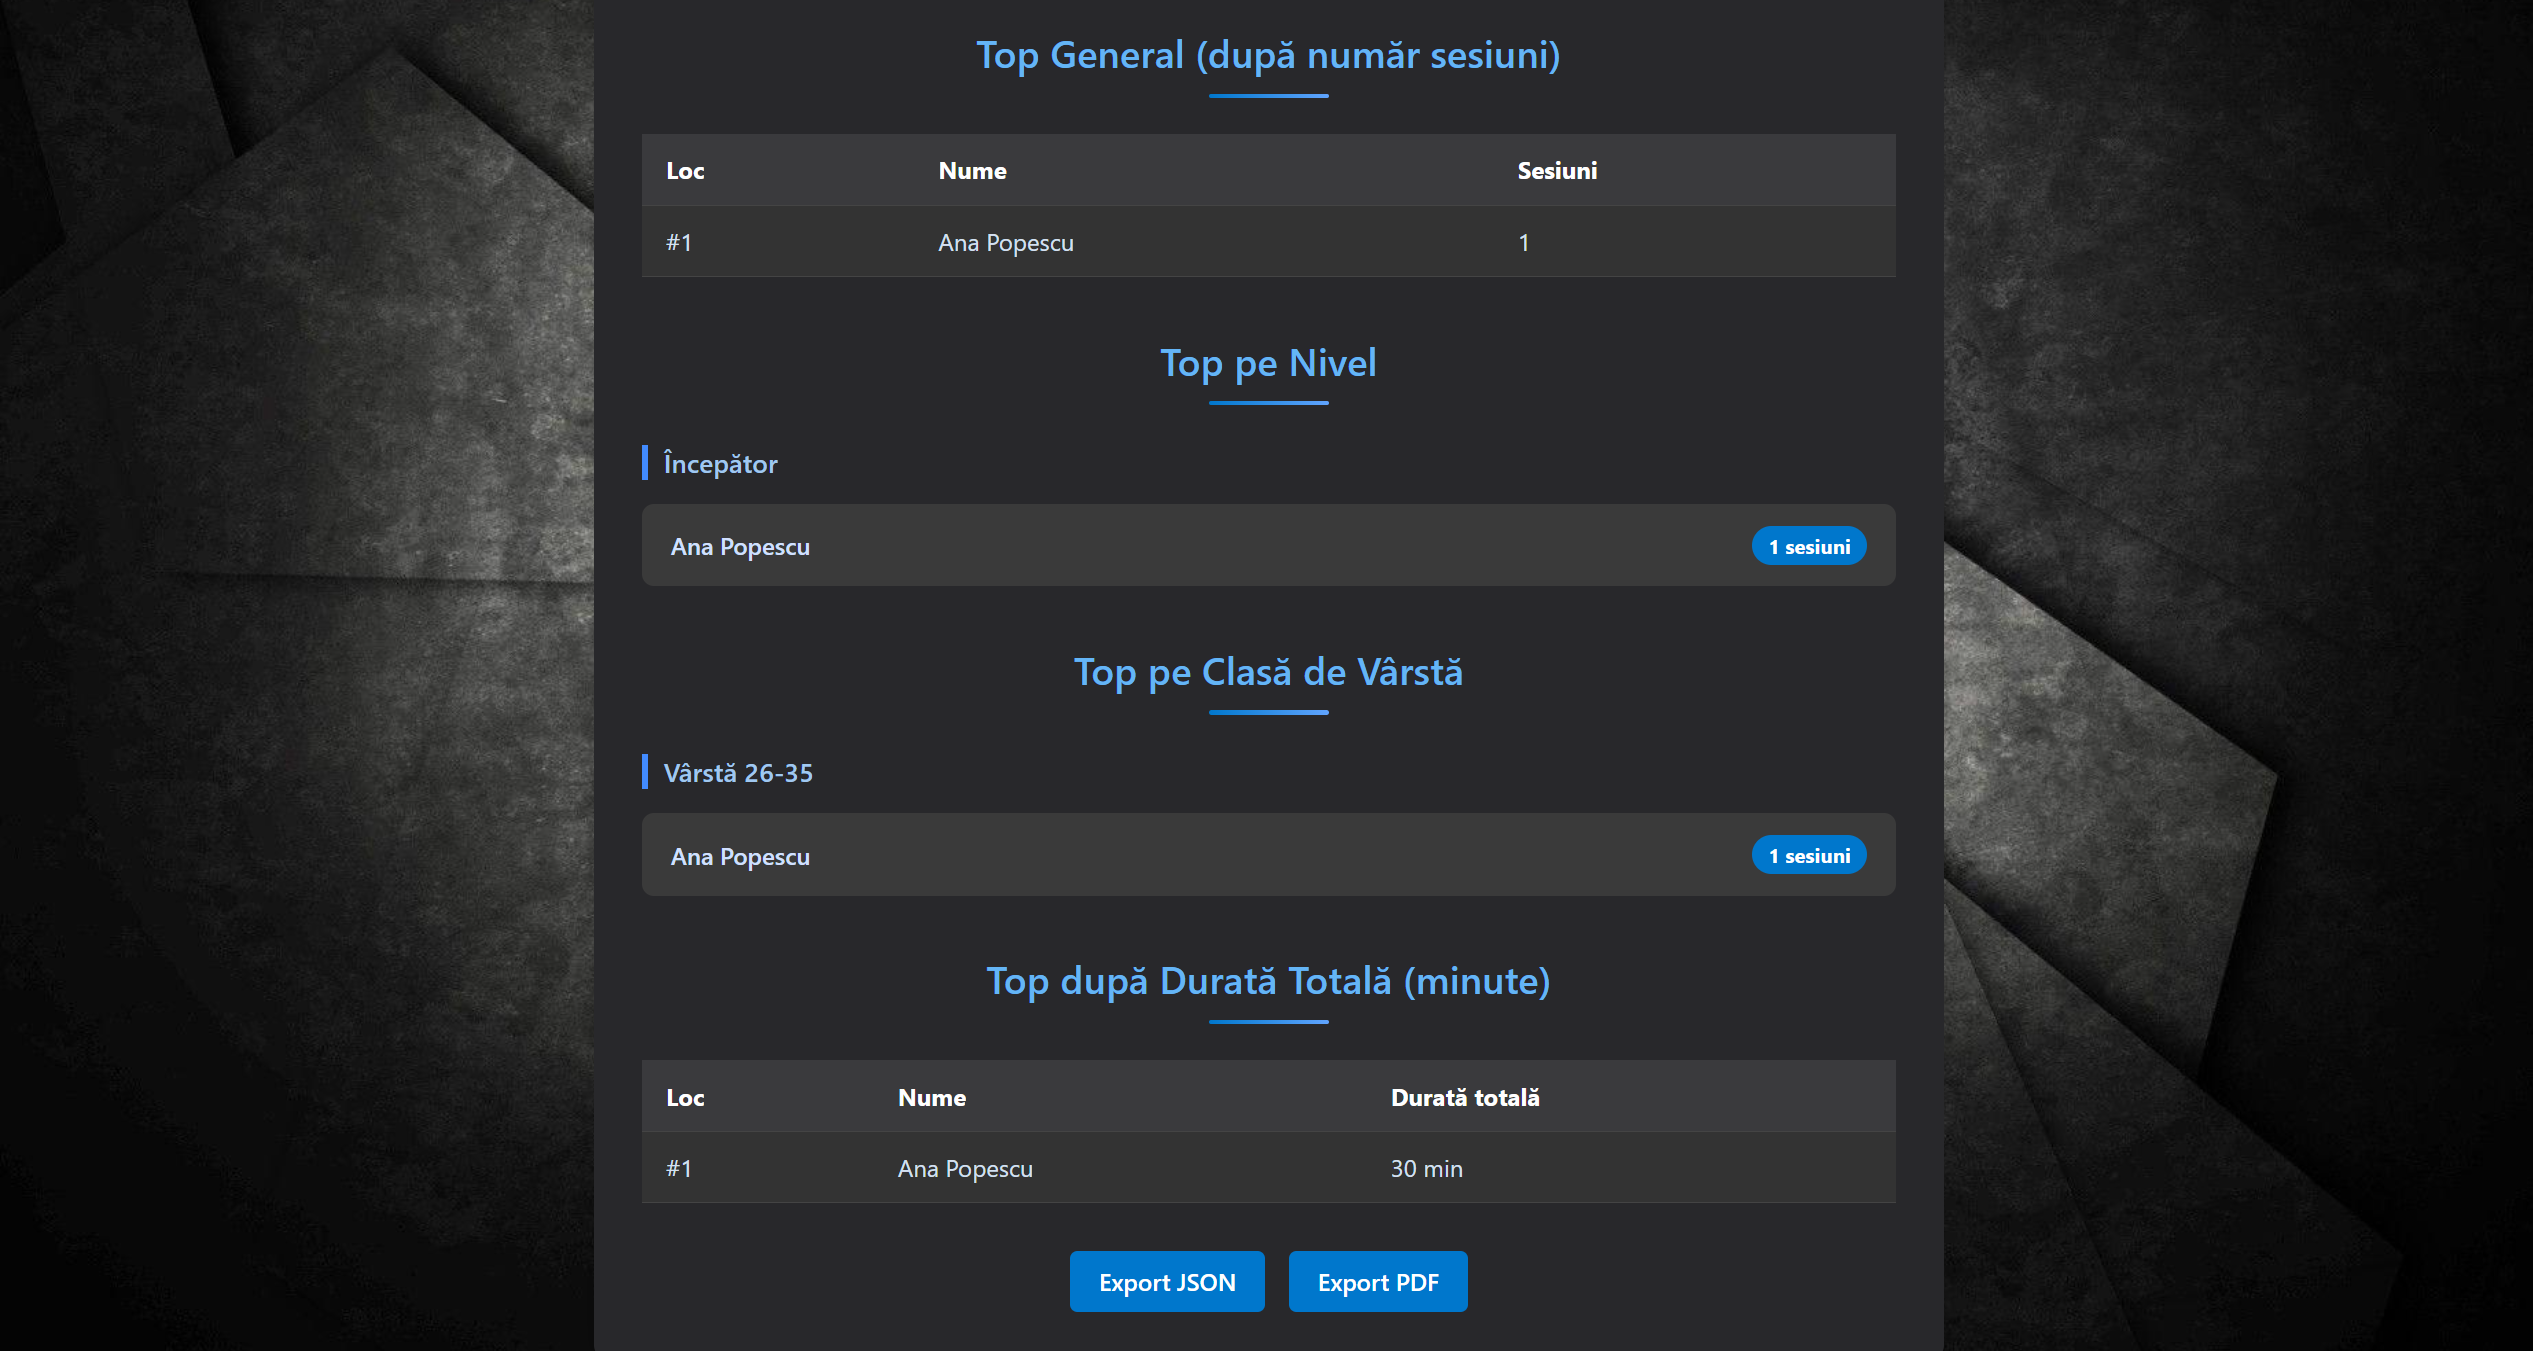 Top General (după număr sesiuni)
Loc Nume Sesiuni
#1 Ana Popescu 1
Top pe Nivel
Începător
Ana Popescu 1 sesiuni
Top pe Clasă de Vârstă
Vârstă 26-35
Ana Popescu 1 sesiuni
Top după Durată Totală (minute)
Loc Nume Durată totală
#1 Ana Popescu 30 min
Export JSON Export PDF